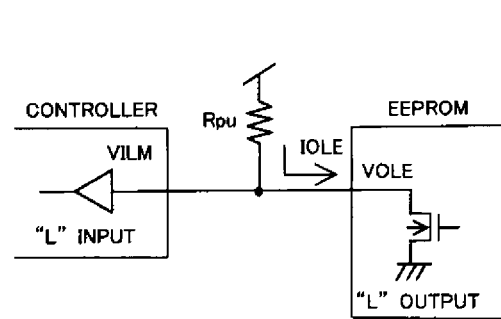 CONTROLLER
EEPROM
Rpu
IOLE
VILM
VOLE
"L" INPUT
"L" OUTPUT